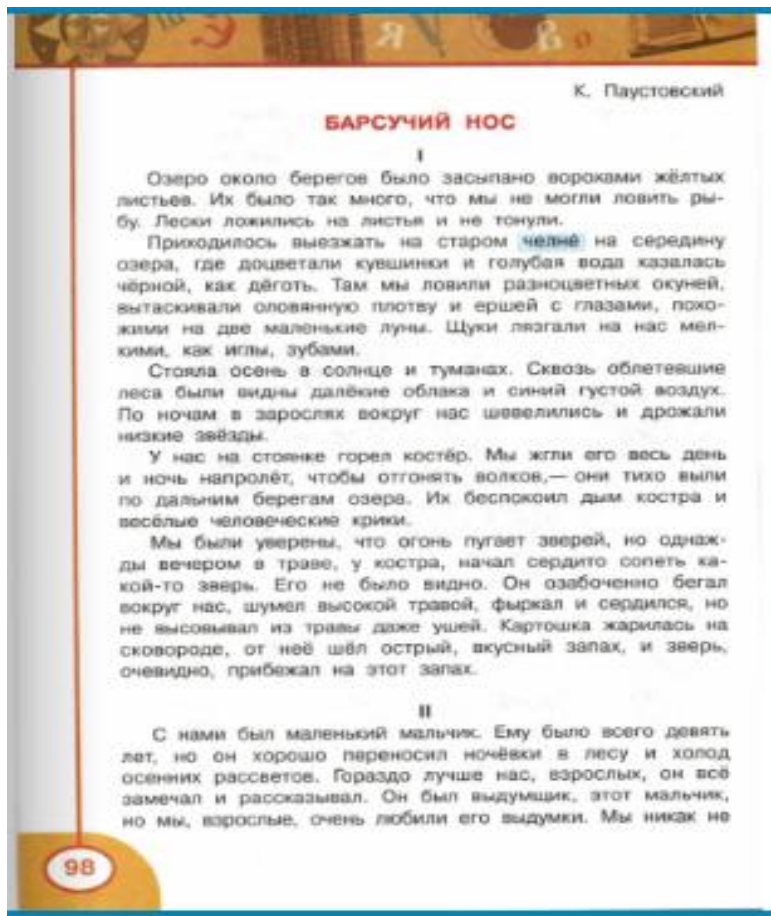 Я
К. Паустовский
БАРСУЧИЙ НОС
I
Озеро около берегов было засыпано ворохами жёлтых
листьев. Их было так много, что мы не могли ловить ры-
бу. Лески ложились на листья и не тонули.
Приходилось выезжать на старом челне на середину
озера, где доцветали кувшинки и голубая вода казалась
чёрной, как дёготь. Там мы ловили разноцветных окуней,
вытаскивали оловянную плотву и ершей с глазами, похо-
жими на две маленькие луны. Щуки лязгали на нас мел-
кими, как иглы, зубами.
Стояла осень в солнце и туманах. Сквозь облетевшие
леса были видны далёкие облака и синий густой воздух.
По ночам в зарослях вокруг нас шевелились и дрожали
низкие звёзды.
У нас на стоянке горел костёр. Мы жгли его весь день
и ночь напролёт, чтобы отгонять волков,— они тихо выли
по дальним берегам озера. Их беспокоил дым костра и
весёлые человеческие крики.
Мы были уверены, что огонь пугает зверей, но однаж-
ды вечером в траве, у костра, начал сердито сопеть ка-
кой-то зверь. Его не было видно. Он озабоченно бегал
вокруг нас, шумел высокой травой, фыркал и сердился, но
не высовывал из травы даже ушей. Картошка жарилась на
сковороде, от неё шёл острый, вкусный запах, и зверь,
очевидно, прибежал на этот запах.
II
С нами был маленький мальчик. Ему было всего девять
лет, но он хорошо переносил ночёвки в лесу и холод
осенних рассветов. Гораздо лучше нас, взрослых, он всё
замечал и рассказывал. Он был выдумщик, этот мальчик,
но мы, взрослые, очень любили его выдумки. Мы никак не
98